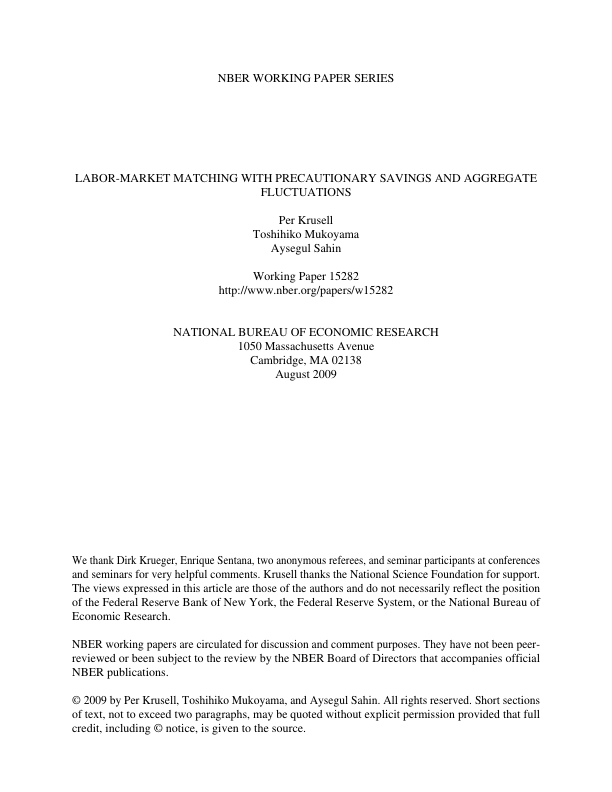 NBER WORKING PAPER SERIES
LABOR-MARKET MATCHING WITH PRECAUTIONARY SAVINGS AND AGGREGATE
FLUCTUATIONS
Per Krusell
Toshihiko Mukoyama
Aysegul Sahin
Working Paper 15282
http://www.nber.org/papers/w15282
NATIONAL BUREAU OF ECONOMIC RESEARCH
1050 Massachusetts Avenue
Cambridge, MA 02138
August 2009
We thank Dirk Krueger, Enrique Sentana, two anonymous referees, and seminar participants at conferences
and seminars for very helpful comments. Krusell thanks the National Science Foundation for support.
The views expressed in this article are those of the authors and do not necessarily reflect the position
of the Federal Reserve Bank of New York, the Federal Reserve System, or the National Bureau of
Economic Research.
NBER working papers are circulated for discussion and comment purposes. They have not been peer-
reviewed or been subject to the review by the NBER Board of Directors that accompanies official
NBER publications.
© 2009 by Per Krusell, Toshihiko Mukoyama, and Aysegul Sahin. All rights reserved. Short sections
of text, not to exceed two paragraphs, may be quoted without explicit permission provided that full
credit, including © notice, is given to the source.